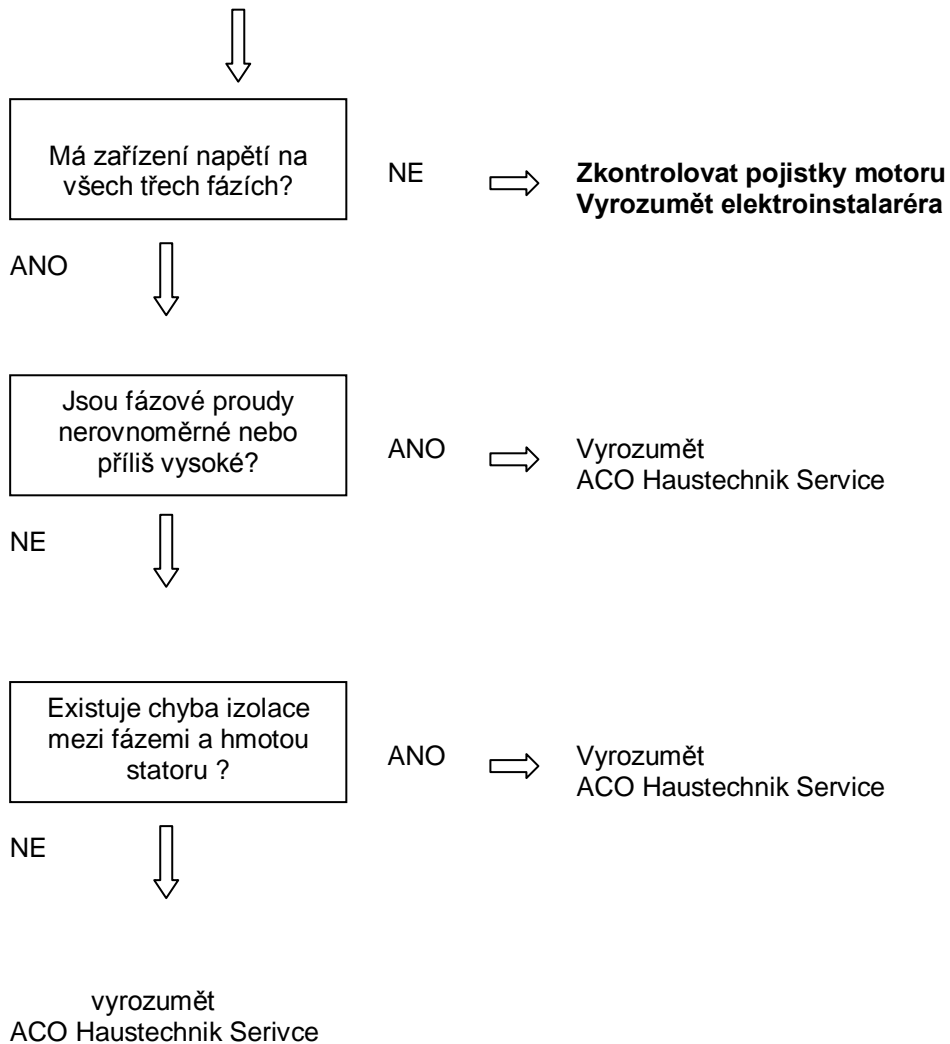 Má zařízení napětí na
všech třech fázích?
NE
Zkontrolovat pojistky motoru
Vyrozumět elektroinstalaréra
ANO
Jsou fázové proudy
nerovnoměrné nebo
příliš vysoké?
ANO
Vyrozumět
ACO Haustechnik Service
NE
Existuje chyba izolace
mezi fázemi a hmotou
statoru ?
ANO
Vyrozumět
ACO Haustechnik Service
NE
vyrozumět
ACO Haustechnik Serivce